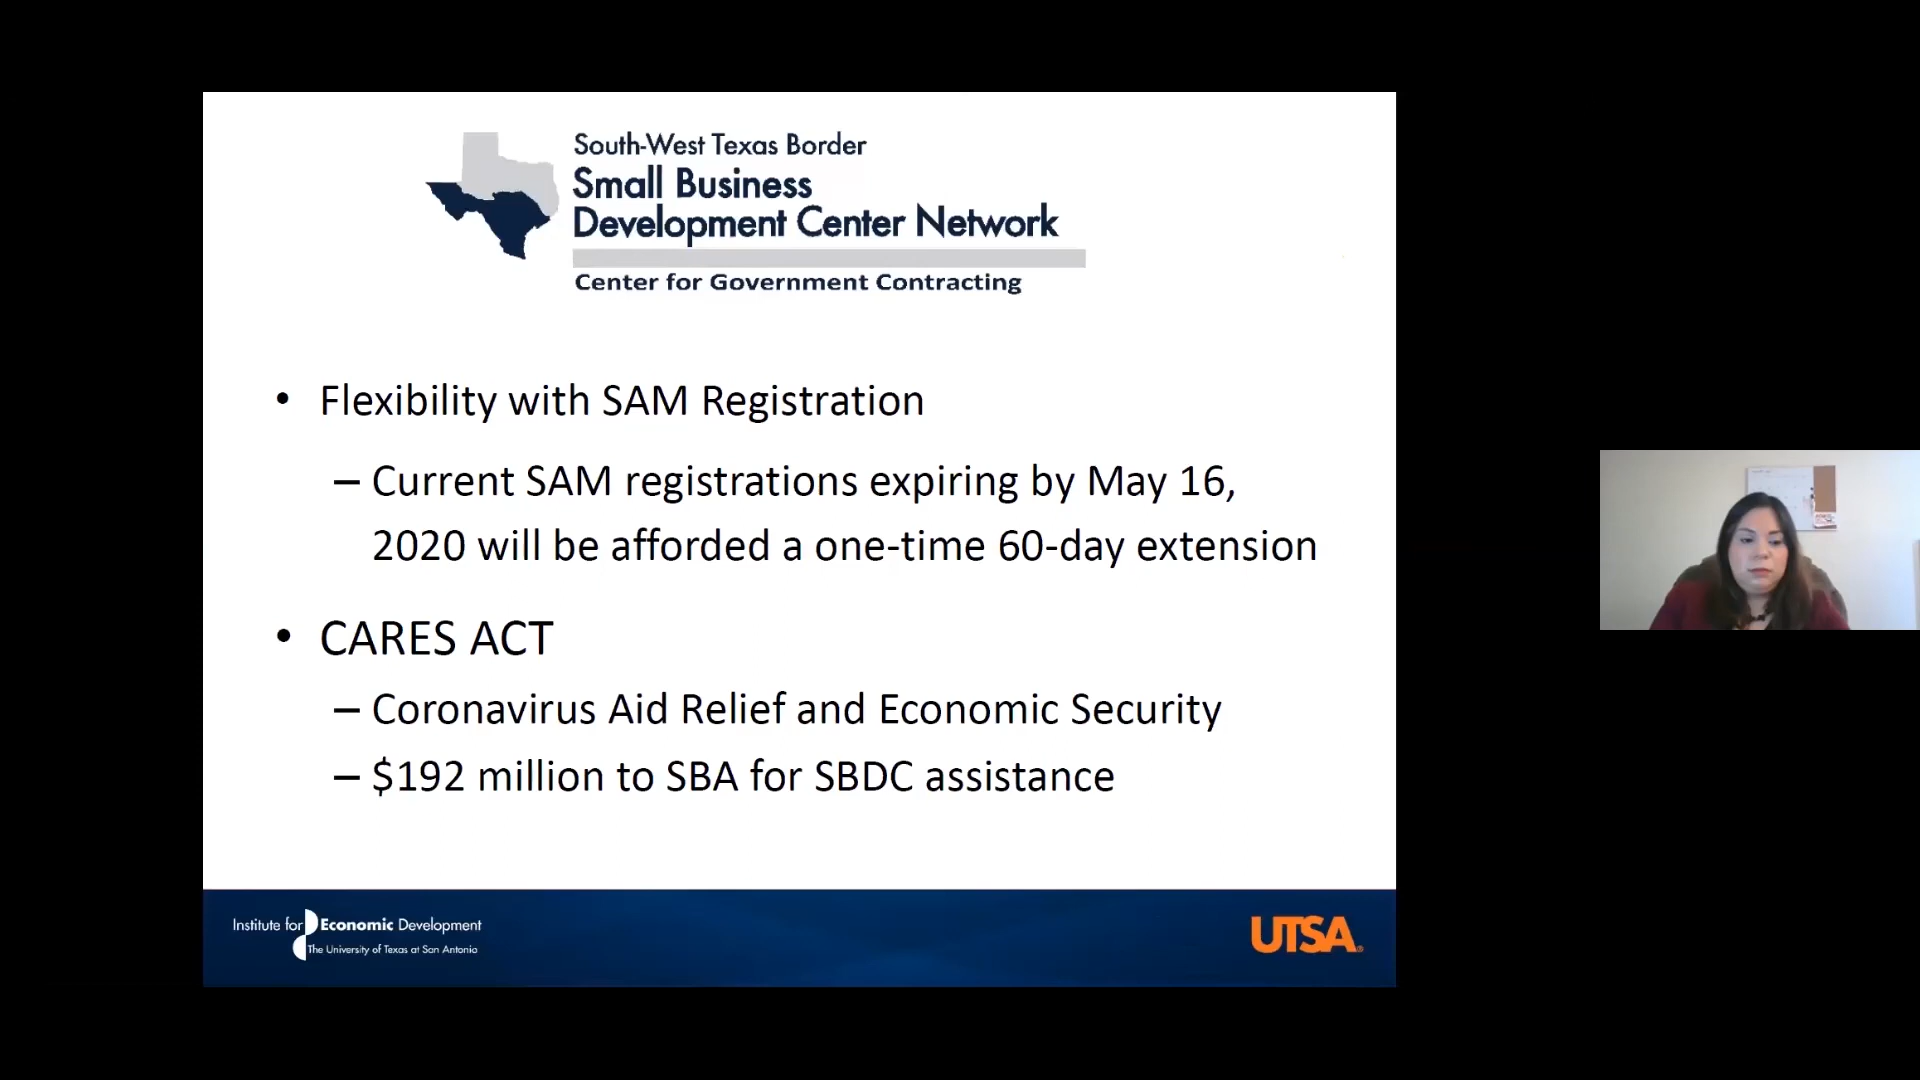 South-West Texas Border
Small Business
Development Center Network
Center for Government Contracting
• Flexibility with SAM Registration
– Current SAM registrations expiring by May 16,
2020 will be afforded a one-time 60-day extension
• CARES ACT
– Coronavirus Aid Relief and Economic Security
– $192 million to SBA for SBDC assistance
Institute for Economic Development
The University of Texas at San Antonio
UTSA®